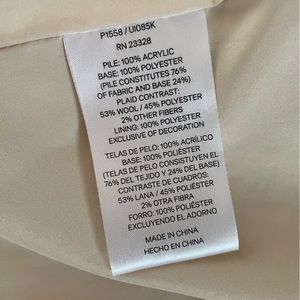 P1558 / UI085K
RN 23328
PILE: 100% ACRYLIC
BASE: 100% POLYESTER
(PILE CONSTITUTES 76%
OF FABRIC AND BASE 24%)
PLAID CONTRAST:
53% WOOL / 45% POLYESTER
2% OTHER FIBERS
LINING: 100% POLYESTER
EXCLUSIVE OF DECORATION
TELAS DE PELO: 100% ACRÍLICO
BASE: 100% POLIÉSTER
(TELAS DE PELO CONSISTUYEN EL
76% DEL TEJIDO Y 24% DEL BASE)
CONTRASTE DE CUADROS:
53% LANA / 45% POLIÉSTER
2% OTRA FIBRA
FORRO: 100% POLIÉSTER
EXCLUYENDO EL ADORNO
MADE IN CHINA
HECHO EN CHINA